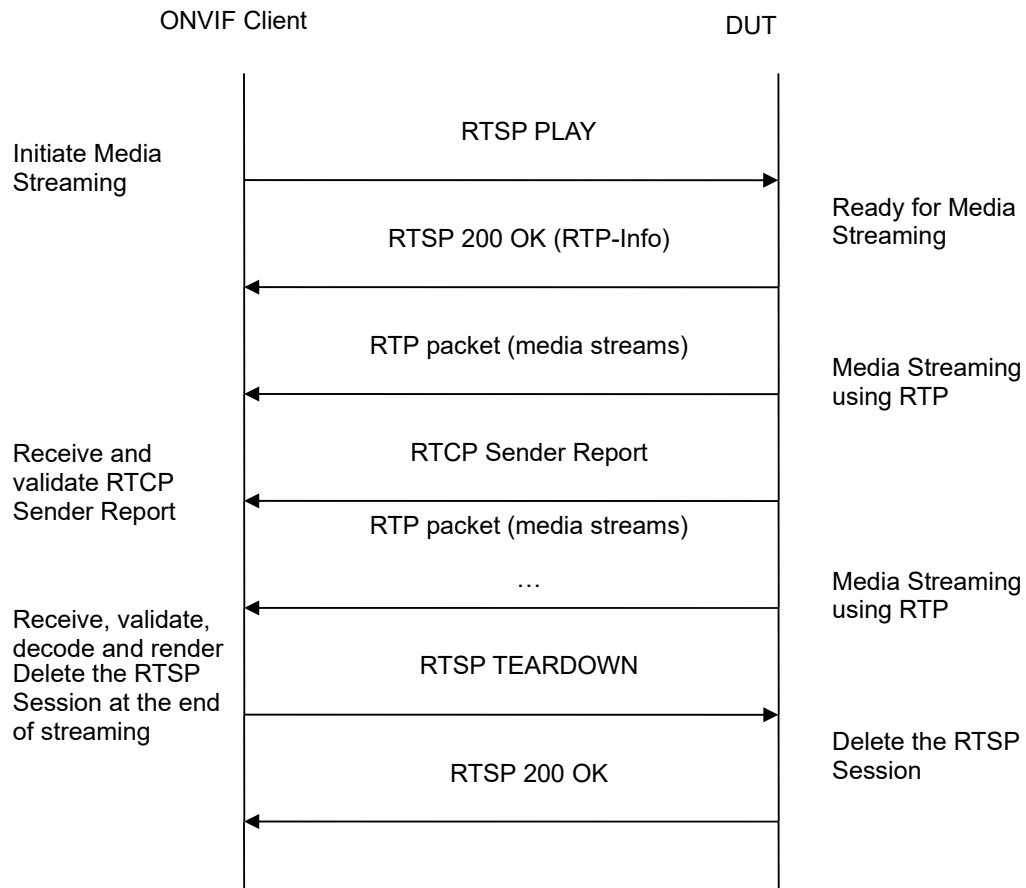 ONVIF Client
DUT
RTSP PLAY
Initiate Media
Streaming
Ready for Media
Streaming
RTSP 200 OK (RTP-Info)
RTP packet (media streams)
Media Streaming
using RTP
RTCP Sender Report
Receive and
validate RTCP
Sender Report
RTP packet (media streams)
…
Media Streaming
using RTP
Receive, validate,
decode and render
Delete the RTSP
Session at the end
of streaming
RTSP TEARDOWN
Delete the RTSP
Session
RTSP 200 OK